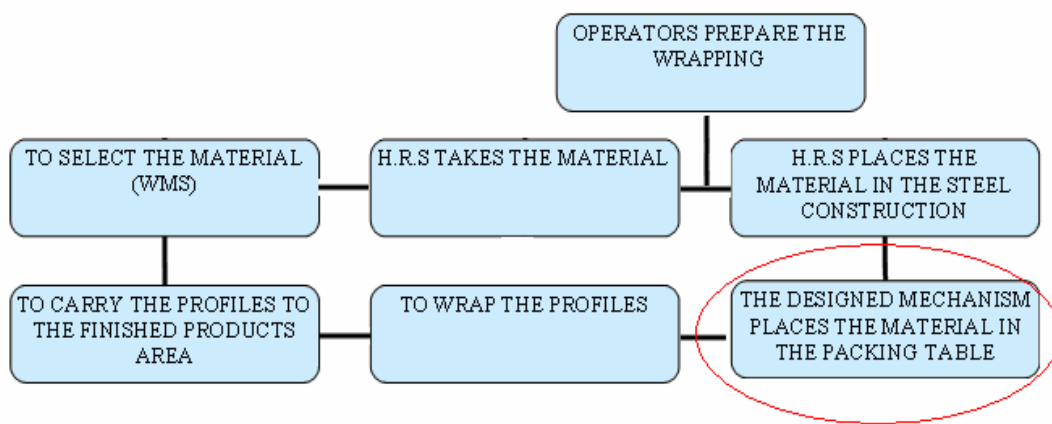 OPERATORS PREPARE THE
WRAPPING
TO SELECT THE MATERIAL
(WMS)
H.R.S TAKES THE MATERIAL
H.R.S PLACES THE
MATERIAL IN THE STEEL
CONSTRUCTION
TO CARRY THE PROFILES TO
THE FINISHED PRODUCTS
AREA
TO WRAP THE PROFILES
THE DESIGNED MECHANISM
PLACES THE MATERIAL IN
THE PACKING TABLE